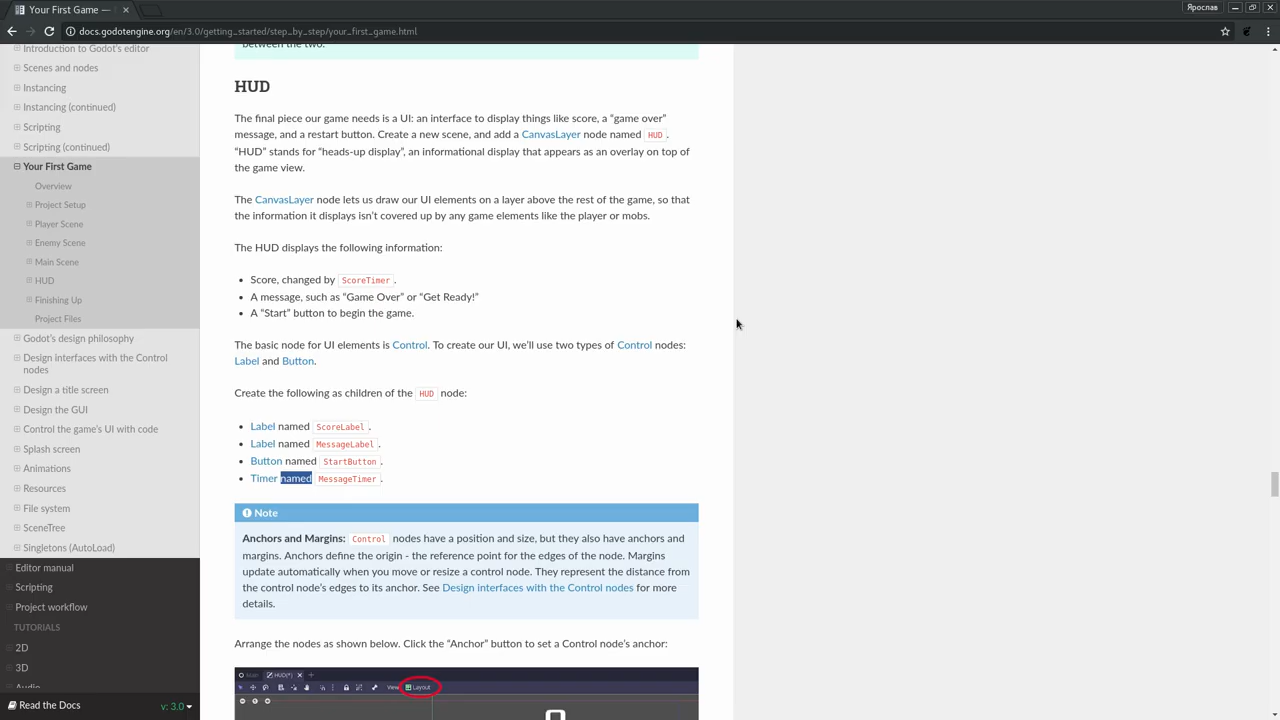 Your First Game —
Ярослав
docs.godotengine.org/en/3.0/getting_started/step_by_step/your_first_game.html
Introduction to Godot's editor
Scenes and nodes
Instancing
Instancing (continued)
Scripting
Scripting (continued)
Your First Game
Overview
Project Setup
Player Scene
Enemy Scene
Main Scene
HUD
Finishing Up
Project Files
Godot's design philosophy
Design interfaces with the Control
nodes
Design a title screen
Design the GUI
Control the game's UI with code
Splash screen
Animations
Resources
File system
SceneTree
Singletons (AutoLoad)
Editor manual
Scripting
Project workflow
TUTORIALS
2D
3D
Audio
Read the Docs
v: 3.0
between the two.
HUD
The final piece our game needs is a UI: an interface to display things like score, a “game over”
message, and a restart button. Create a new scene, and add a CanvasLayer node named HUD.
“HUD” stands for “heads-up display”, an informational display that appears as an overlay on top of
the game view.
The CanvasLayer node lets us draw our UI elements on a layer above the rest of the game, so that
the information it displays isn’t covered up by any game elements like the player or mobs.
The HUD displays the following information:
• Score, changed by ScoreTimer.
• A message, such as “Game Over” or “Get Ready!”
• A “Start” button to begin the game.
The basic node for UI elements is Control. To create our UI, we’ll use two types of Control nodes:
Label and Button.
Create the following as children of the HUD node:
• Label named ScoreLabel.
• Label named MessageLabel.
• Button named StartButton.
• Timer named MessageTimer.
Note
Anchors and Margins: Control nodes have a position and size, but they also have anchors and
margins. Anchors define the origin - the reference point for the edges of the node. Margins
update automatically when you move or resize a control node. They represent the distance from
the control node’s edges to its anchor. See Design interfaces with the Control nodes for more
details.
Arrange the nodes as shown below. Click the “Anchor” button to set a Control node’s anchor:
Main HUD(*)
View Layout
0